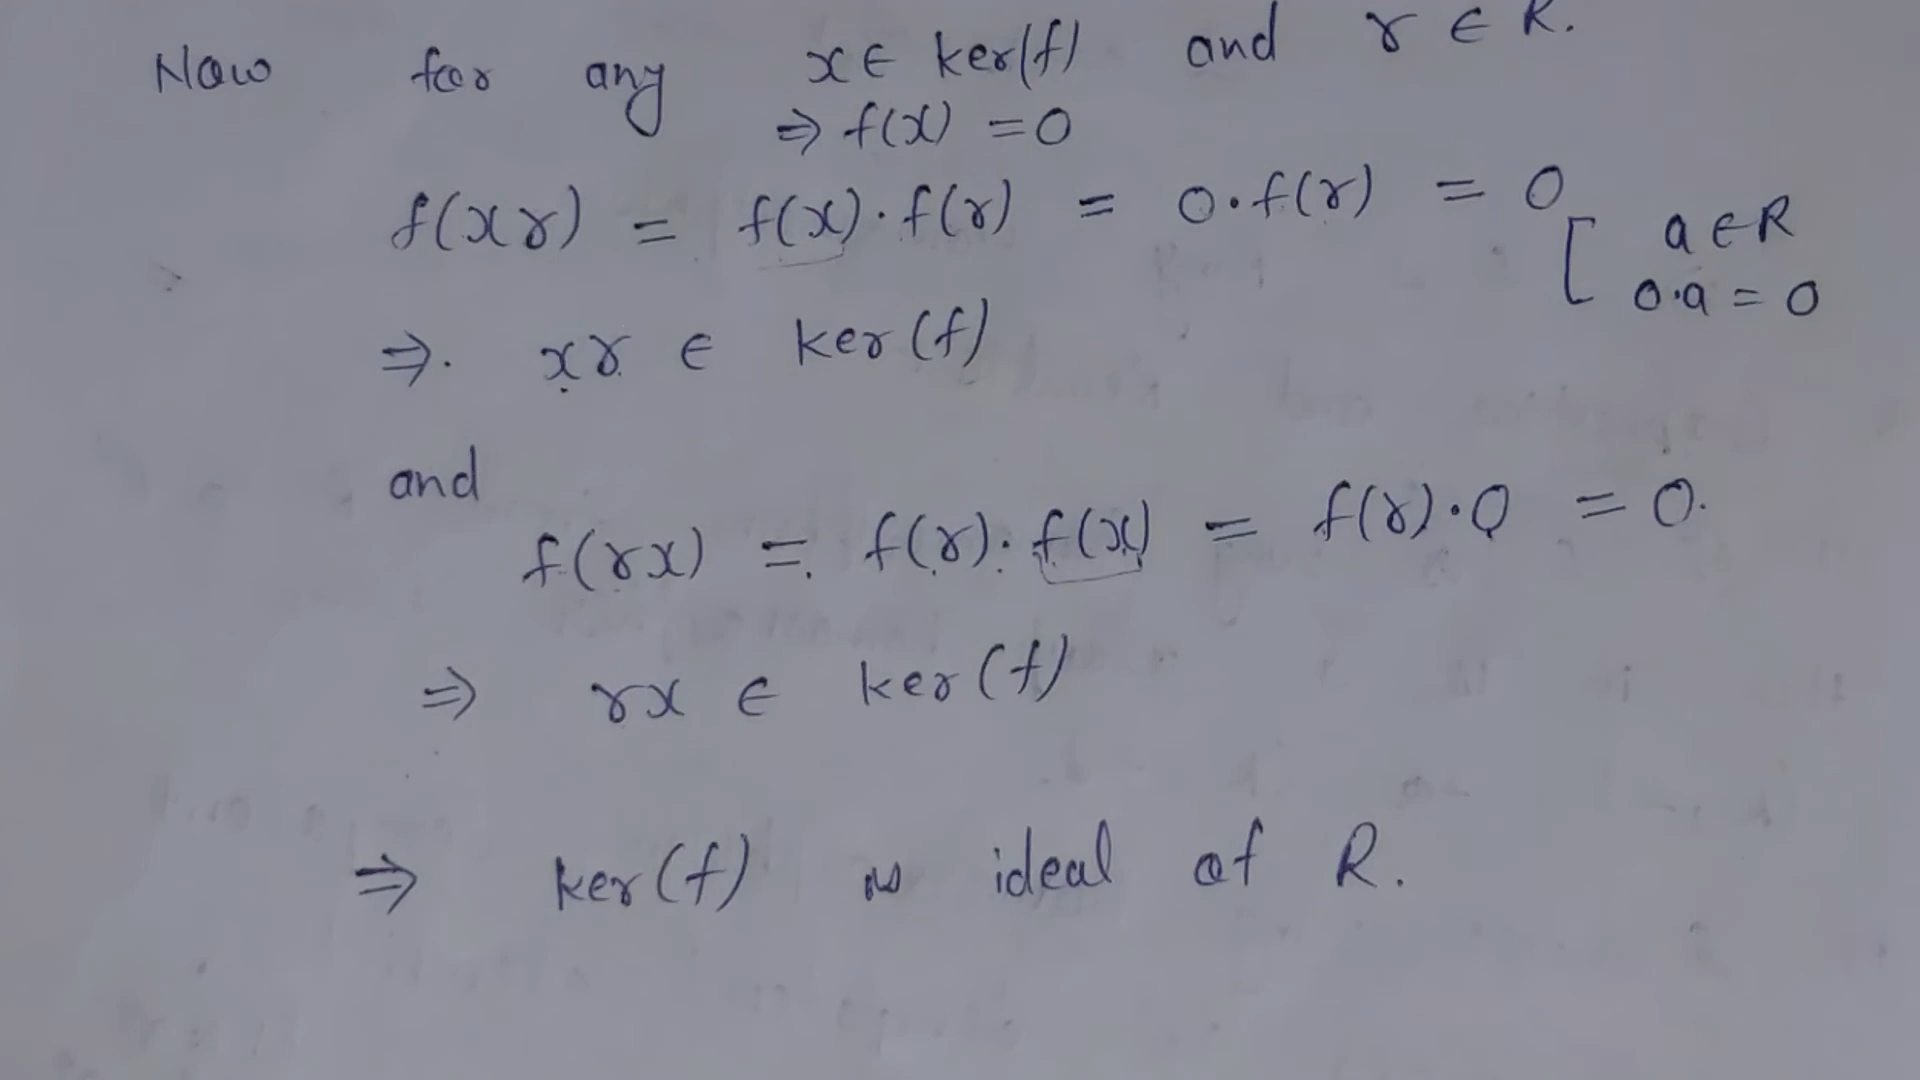 Now for any x ∈ ker(f) and r ∈ R.
⇒ f(x) = 0
f(xr) = f(x)·f(r) = 0·f(r) = 0
[ a ∈ R
0·a = 0
⇒. xr ∈ ker(f)
and
f(rx) = f(r)·f(x) = f(r)·0 = 0.
⇒ rx ∈ ker(f)
⇒ ker(f) is ideal of R.